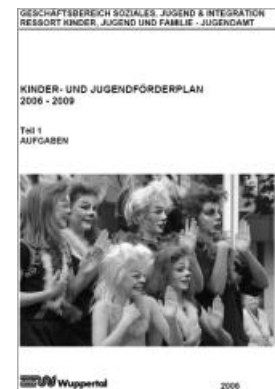 GESCHÄFTSBEREICH SOZIALES, JUGEND & INTEGRATION
RESSORT KINDER, JUGEND UND FAMILIE - JUGENDAMT
KINDER- UND JUGENDFÖRDERPLAN
2006 - 2009
Teil 1
AUFGABEN
Wuppertal
2006